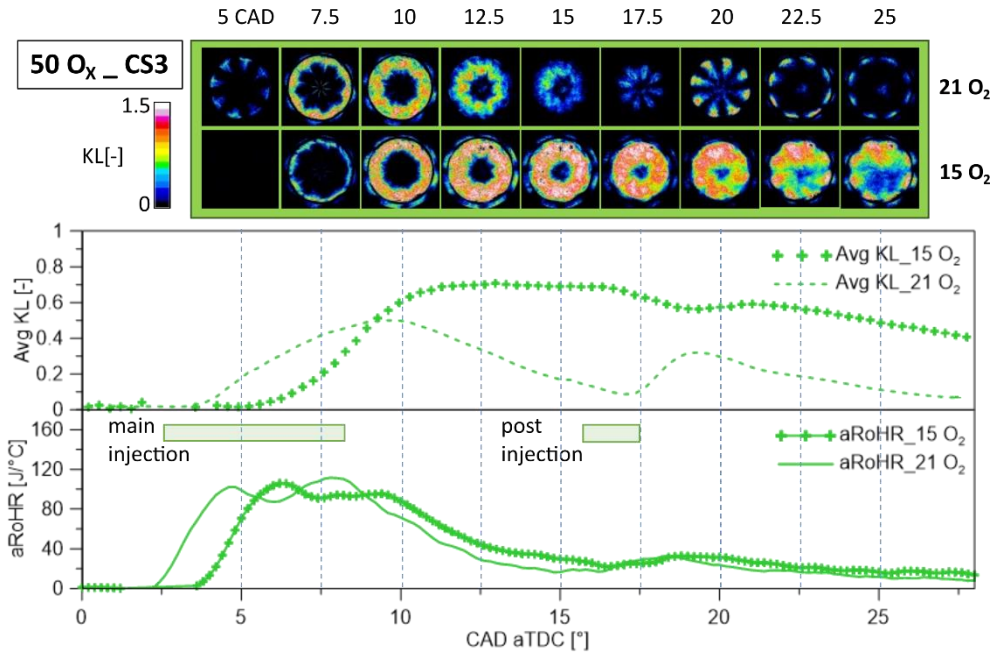 5 CAD 7.5 10 12.5 15 17.5 20 22.5 25
50 Oₓ _ CS3
21 O₂
1.5
KL[-]
0
15 O₂
1
0.8
0.6
0.4
0.2
0
Avg KL [-]
Avg KL_15 O₂
Avg KL_21 O₂
160
120
80
40
0
aRoHR [J/°C]
main
injection
post
injection
aRoHR_15 O₂
aRoHR_21 O₂
0 5 10 15 20 25
CAD aTDC [°]